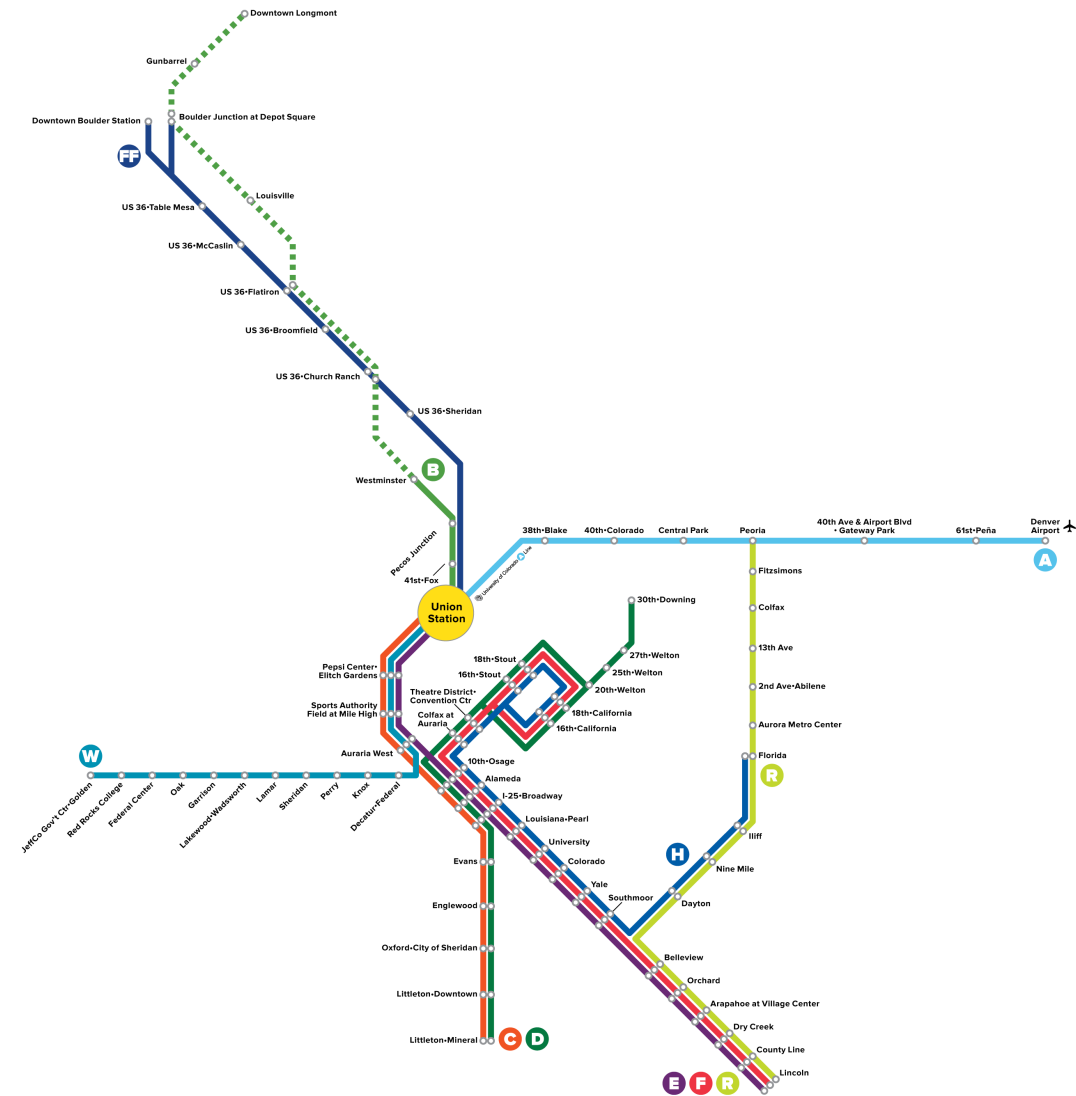 Downtown Longmont
Gunbarrel
Downtown Boulder Station
Boulder Junction at Depot Square
FF
Louisville
US 36•Table Mesa
US 36•McCaslin
US 36•Flatiron
US 36•Broomfield
US 36•Church Ranch
US 36•Sheridan
B
Westminster
Pecos Junction
41st•Fox
Union
Station
University of Colorado A Line
38th•Blake
40th•Colorado
Central Park
Peoria
40th Ave & Airport Blvd
• Gateway Park
61st•Peña
Denver
Airport
A
Fitzsimons
Colfax
13th Ave
2nd Ave•Abilene
Aurora Metro Center
Florida
R
Iliff
Nine Mile
H
Dayton
30th•Downing
27th•Welton
25th•Welton
20th•Welton
18th•California
16th•California
18th•Stout
16th•Stout
Theatre District•
Convention Ctr
Colfax at
Auraria
Pepsi Center•
Elitch Gardens
Sports Authority
Field at Mile High
Auraria West
W
JeffCo Gov't Ctr•Golden
Red Rocks College
Federal Center
Oak
Garrison
Lakewood•Wadsworth
Lamar
Sheridan
Perry
Knox
Decatur•Federal
10th•Osage
Alameda
I-25•Broadway
Louisiana•Pearl
University
Colorado
Yale
Southmoor
Evans
Englewood
Oxford•City of Sheridan
Littleton•Downtown
Littleton•Mineral
C
D
Belleview
Orchard
Arapahoe at Village Center
Dry Creek
County Line
Lincoln
E
F
R